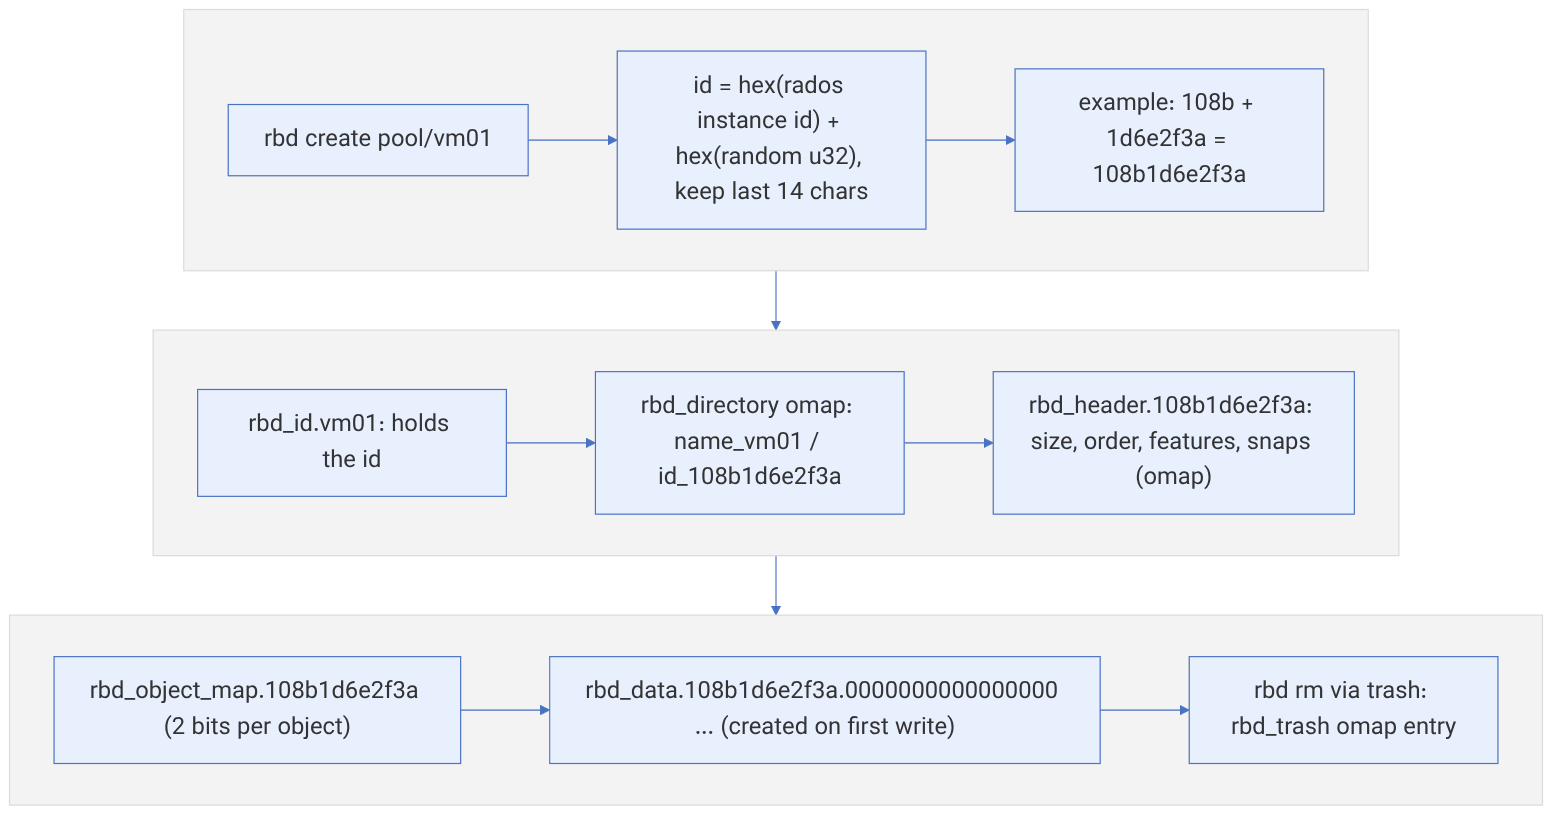 rbd create pool/vm01
id = hex(rados
instance id) +
hex(random u32),
keep last 14 chars
example: 108b +
1d6e2f3a =
108b1d6e2f3a
rbd_id.vm01: holds
the id
rbd_directory omap:
name_vm01 /
id_108b1d6e2f3a
rbd_header.108b1d6e2f3a:
size, order, features, snaps
(omap)
rbd_object_map.108b1d6e2f3a
(2 bits per object)
rbd_data.108b1d6e2f3a.0000000000000000
... (created on first write)
rbd rm via trash:
rbd_trash omap entry